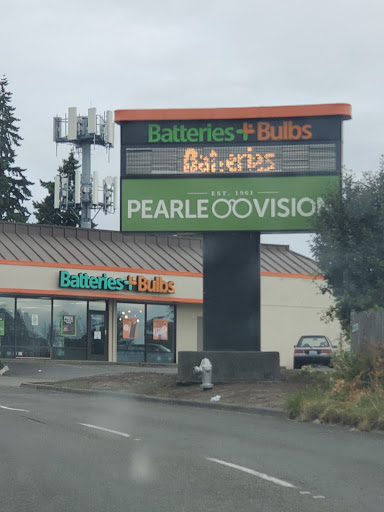 Batteries+Bulbs
Batteries
EST. 1961
PEARLE VISION
Batteries+Bulbs